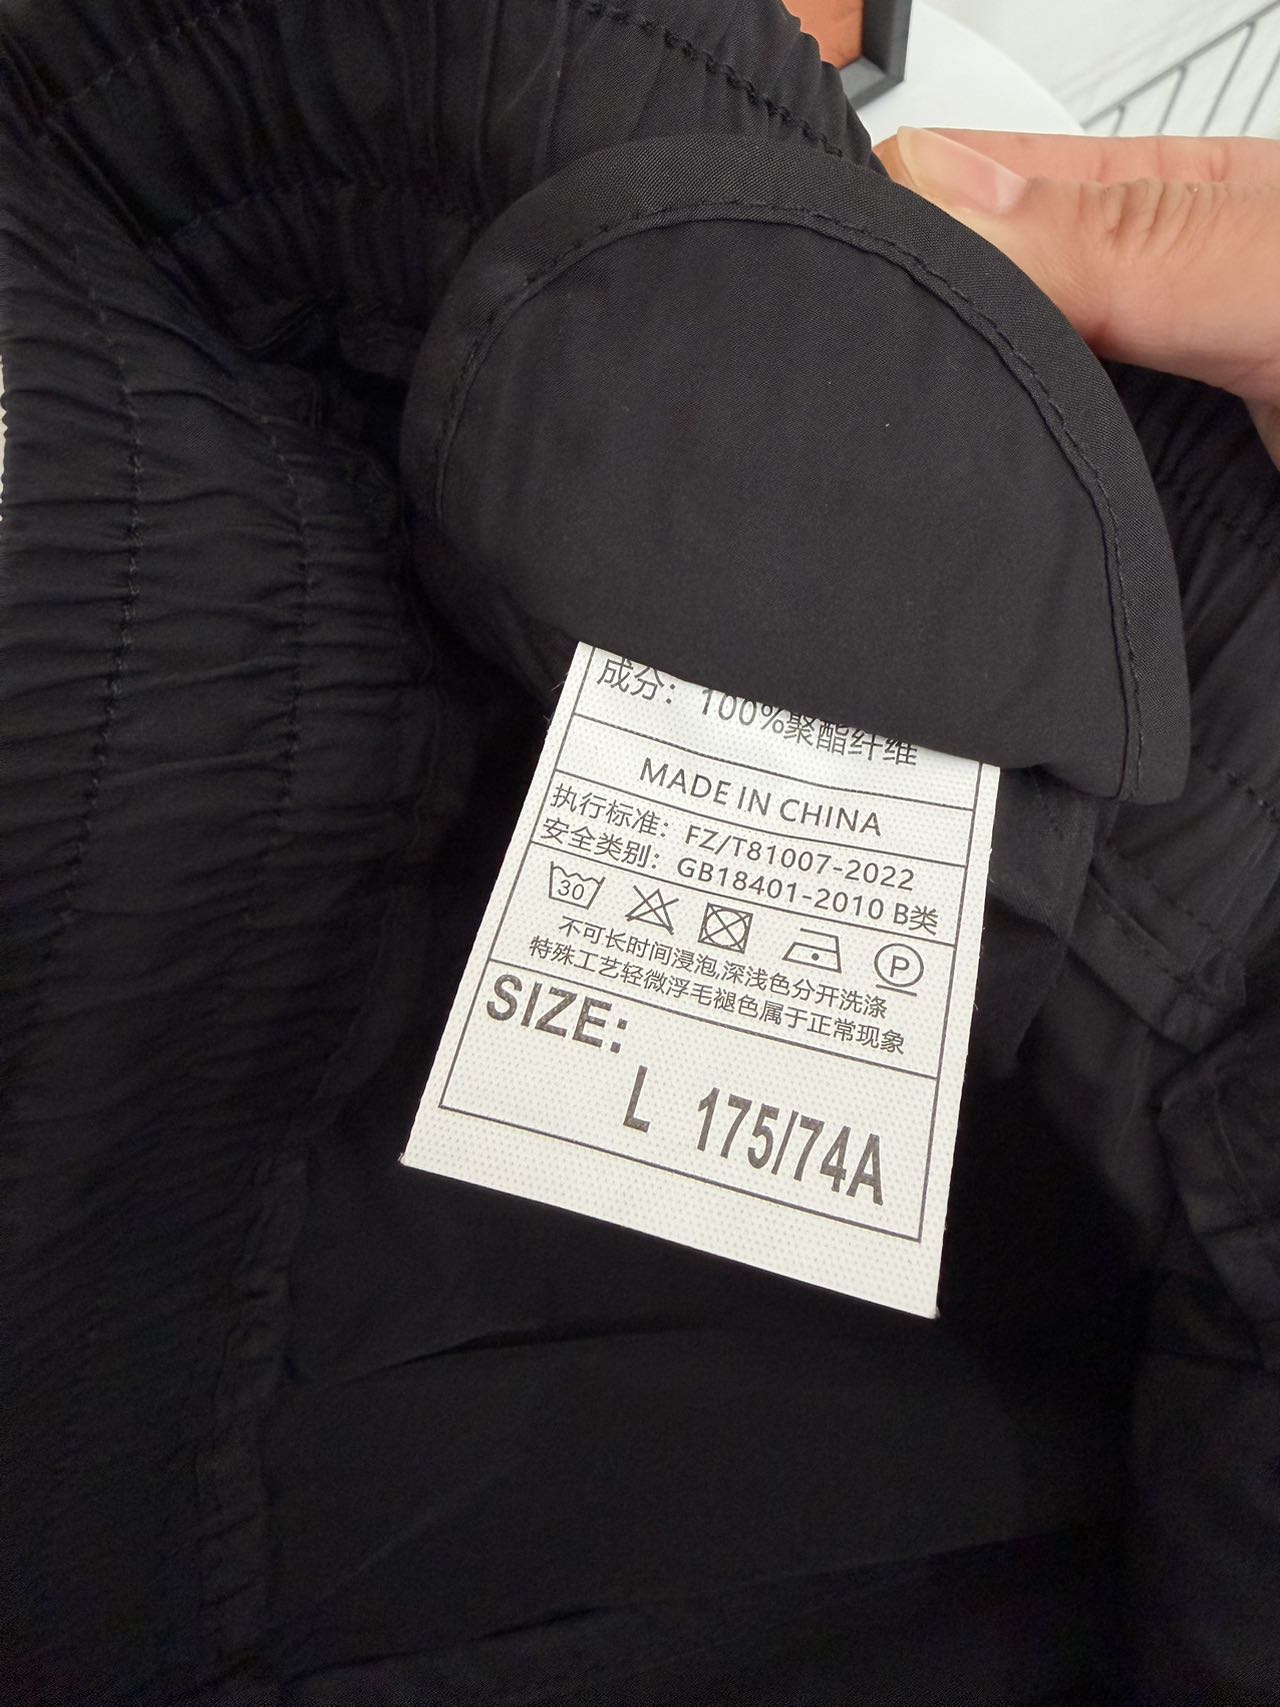 成分：100%聚酯纤维
MADE IN CHINA
执行标准：FZ/T81007-2022
安全类别：GB18401-2010 B类
30 P
不可长时间浸泡,深浅色分开洗涤
特殊工艺轻微浮毛褪色属于正常现象
SIZE:
L 175/74A